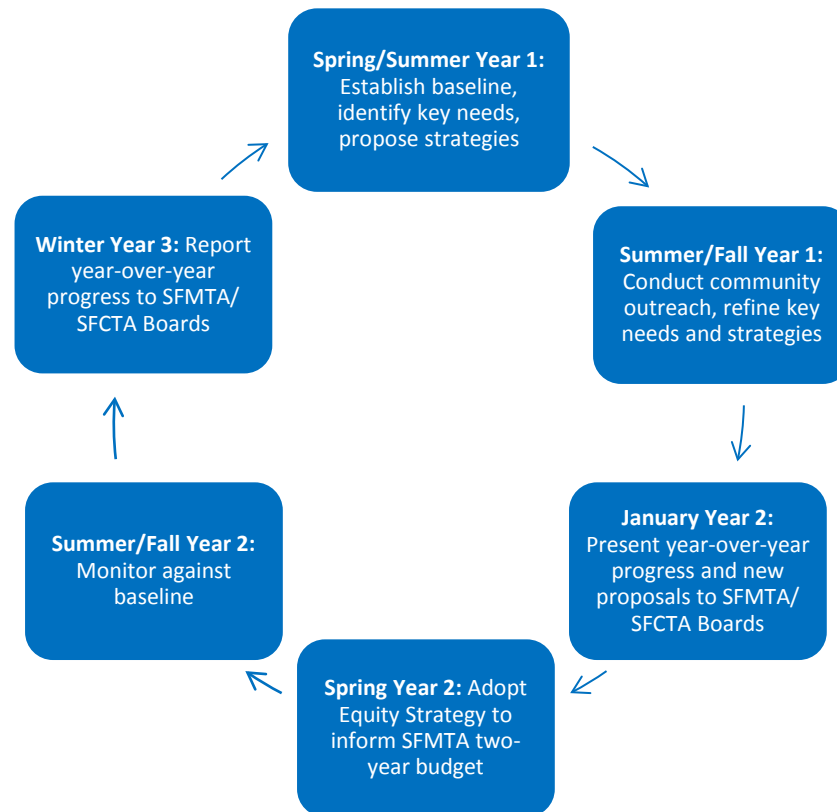 Spring/Summer Year 1:
Establish baseline,
identify key needs,
propose strategies
Summer/Fall Year 1:
Conduct community
outreach, refine key
needs and strategies
January Year 2:
Present year-over-year
progress and new
proposals to SFMTA/
SFCTA Boards
Spring Year 2: Adopt
Equity Strategy to
inform SFMTA two-
year budget
Summer/Fall Year 2:
Monitor against
baseline
Winter Year 3: Report
year-over-year
progress to SFMTA/
SFCTA Boards